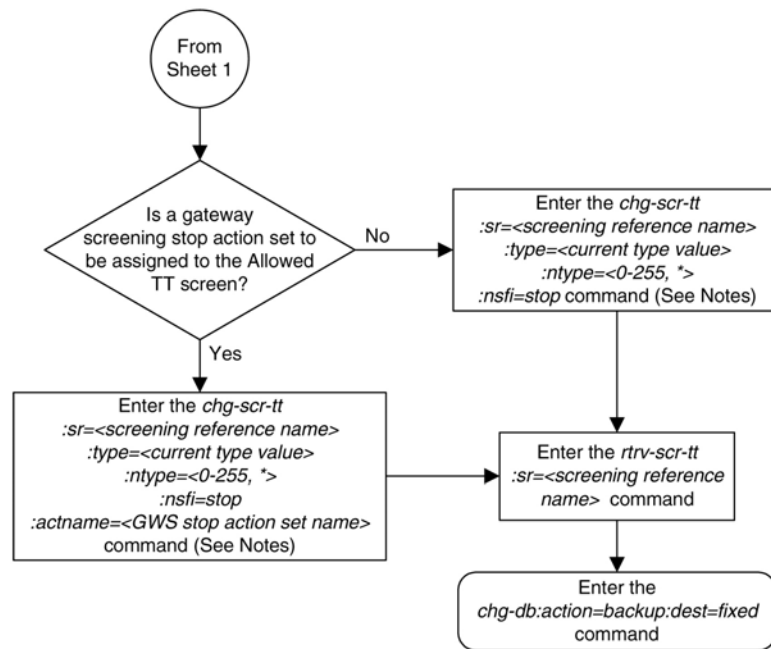 From
Sheet 1
Is a gateway
screening stop action set to
be assigned to the Allowed
TT screen?
No
Yes
Enter the chg-scr-tt
:sr=<screening reference name>
:type=<current type value>
:ntype=<0-255, *>
:nsfi=stop command (See Notes)
Enter the chg-scr-tt
:sr=<screening reference name>
:type=<current type value>
:ntype=<0-255, *>
:nsfi=stop
:actname=<GWS stop action set name>
command (See Notes)
Enter the rtrv-scr-tt
:sr=<screening reference
name> command
Enter the
chg-db:action=backup:dest=fixed
command